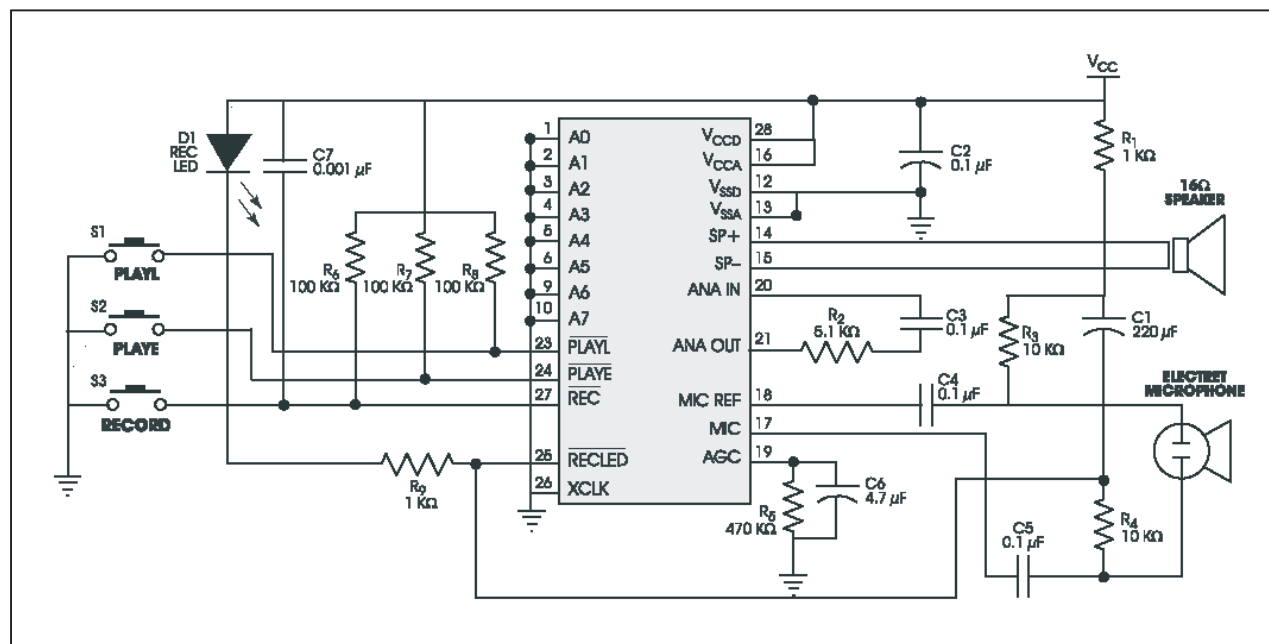 VCC
D1
REC
LED
C7
0.001 µF
1
A0
2
A1
3
A2
4
A3
5
A4
6
A5
9
A6
10
A7
23
PLAYL
24
PLAYE
27
REC
25
RECLED
26
XCLK
VCCD
28
VCCA
16
VSSD
12
VSSA
13
SP+
14
SP–
15
ANA IN
20
ANA OUT
21
MIC REF
18
MIC
17
AGC
19
C2
0.1 µF
R1
1 KΩ
16Ω
SPEAKER
S1
PLAYL
S2
PLAYE
S3
RECORD
R6
100 KΩ
R7
100 KΩ
R8
100 KΩ
R2
5.1 KΩ
C3
0.1 µF
R3
10 KΩ
C1
220 µF
C4
0.1 µF
ELECTRET
MICROPHONE
R9
1 KΩ
R5
470 KΩ
C6
4.7 µF
C5
0.1 µF
R4
10 KΩ